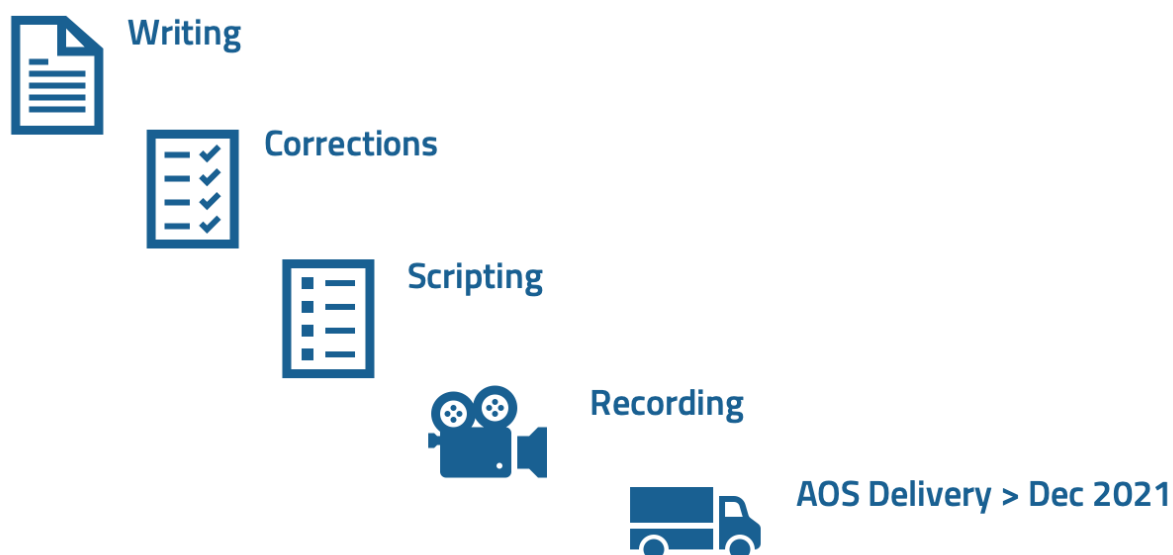 Writing
Corrections
Scripting
Recording
AOS Delivery > Dec 2021